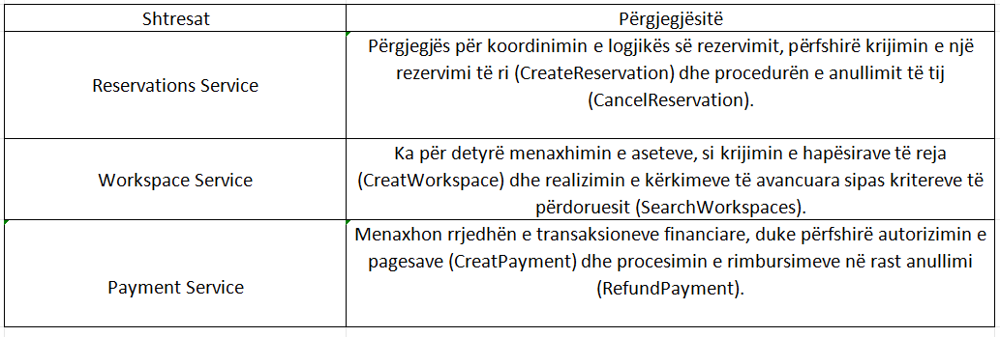 Shtresat
Përgjegjësitë
Reservations Service
Përgjegjës për koordinimin e logjikës së rezervimit, përfshirë krijimin e një
rezervimi të ri (CreateReservation) dhe procedurën e anullimit të tij
(CancelReservation).
Workspace Service
Ka për detyrë menaxhimin e aseteve, si krijimin e hapësirave të reja
(CreatWorkspace) dhe realizimin e kërkimeve të avancuara sipas kritereve të
përdoruesit (SearchWorkspaces).
Payment Service
Menaxhon rrjedhën e transaksioneve financiare, duke përfshirë autorizimin e
pagesave (CreatPayment) dhe procesimin e rimbursimeve në rast anullimi
(RefundPayment).